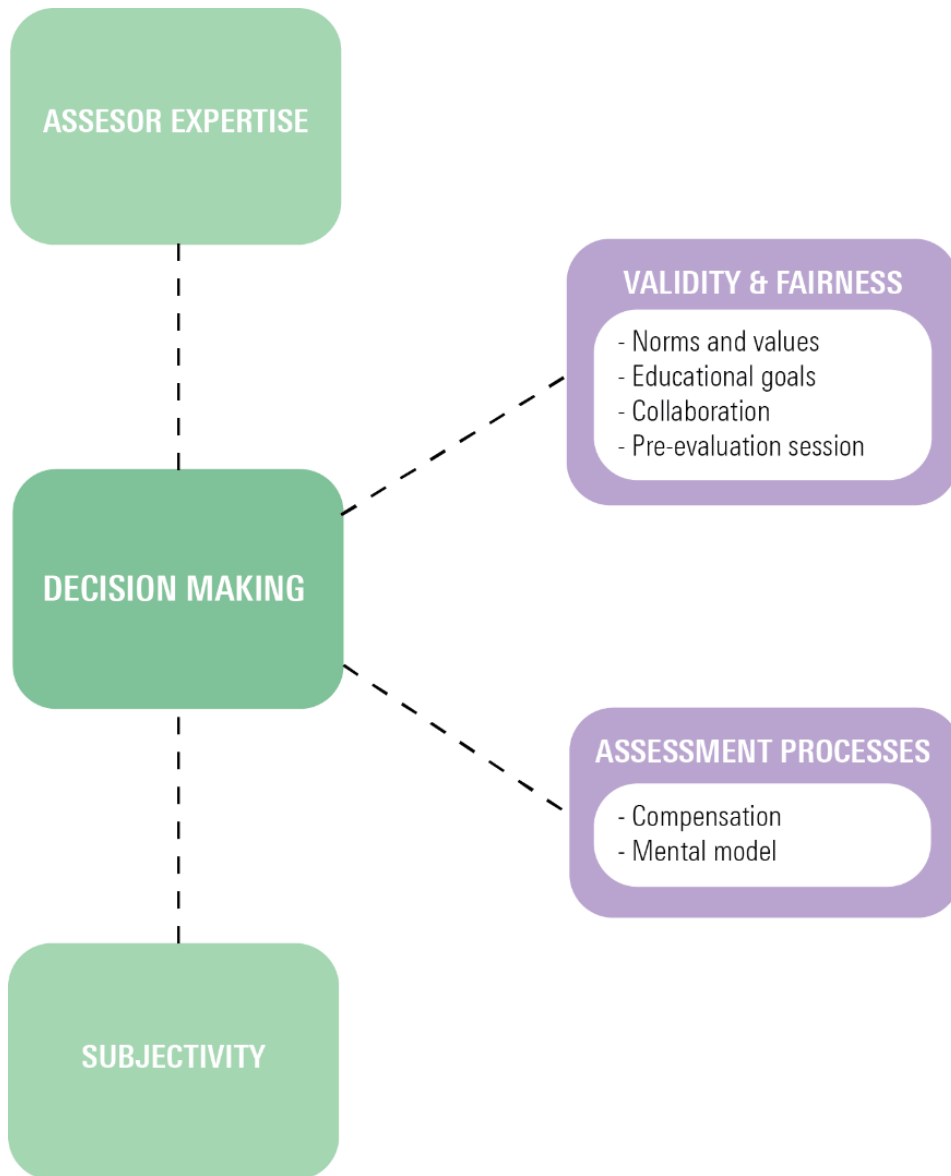 ASSESOR EXPERTISE
VALIDITY & FAIRNESS
- Norms and values
- Educational goals
- Collaboration
- Pre-evaluation session
DECISION MAKING
ASSESSMENT PROCESSES
- Compensation
- Mental model
SUBJECTIVITY